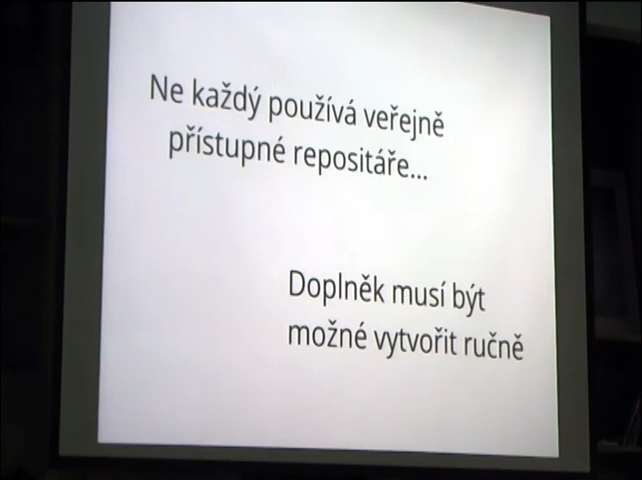 Ne každý používá veřejně
přístupné repositáře...
Doplněk musí být
možné vytvořit ručně